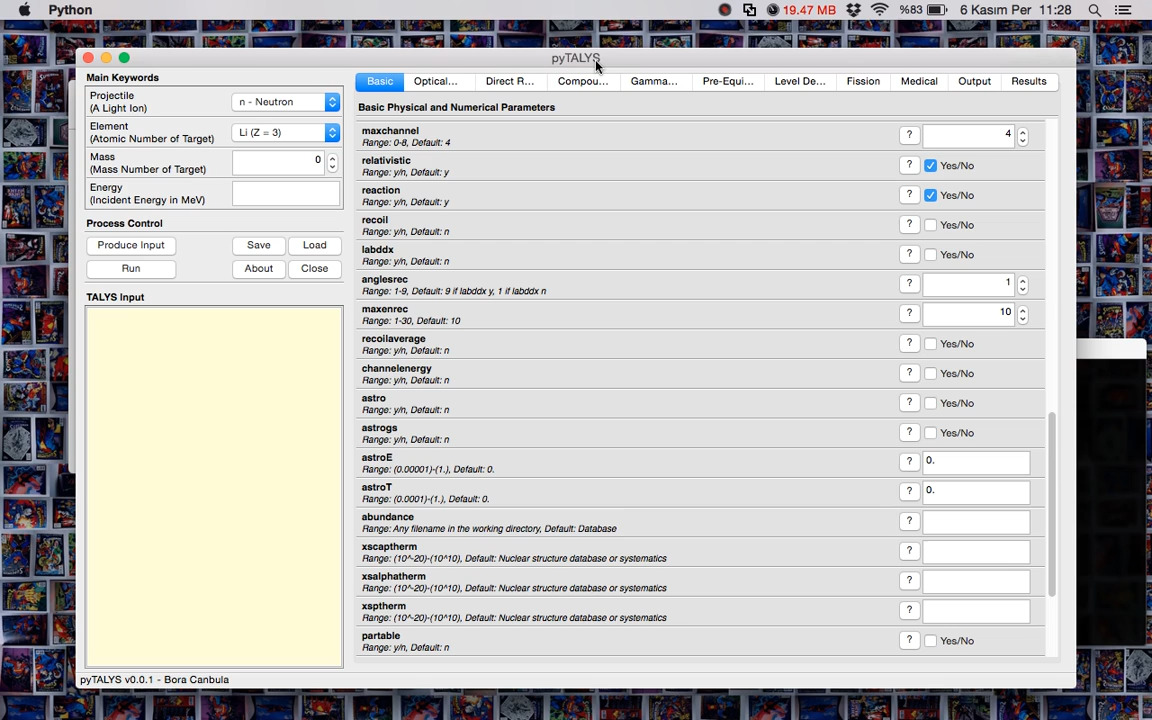 Python
19.47 MB
%83
6 Kasım Per 11:28
pyTALYS
Main Keywords
Projectile
(A Light Ion)
n - Neutron
Element
(Atomic Number of Target)
Li (Z = 3)
Mass
(Mass Number of Target)
0
Energy
(Incident Energy in MeV)
Process Control
Produce Input
Save
Load
Run
About
Close
TALYS Input
Basic
Optical...
Direct R...
Compou...
Gamma...
Pre-Equi...
Level De...
Fission
Medical
Output
Results
Basic Physical and Numerical Parameters
maxchannel
Range: 0-8, Default: 4
? 4
relativistic
Range: y/n, Default: y
? Yes/No
reaction
Range: y/n, Default: y
? Yes/No
recoil
Range: y/n, Default: n
? Yes/No
labddx
Range: y/n, Default: n
? Yes/No
anglesrec
Range: 1-9, Default: 9 if labddx y, 1 if labddx n
? 1
maxenrec
Range: 1-30, Default: 10
? 10
recoilaverage
Range: y/n, Default: n
? Yes/No
channelenergy
Range: y/n, Default: n
? Yes/No
astro
Range: y/n, Default: n
? Yes/No
astrogs
Range: y/n, Default: n
? Yes/No
astroE
Range: (0.00001)-(1.), Default: 0.
? 0.
astroT
Range: (0.0001)-(1.), Default: 0.
? 0.
abundance
Range: Any filename in the working directory, Default: Database
?
xscaptherm
Range: (10^-20)-(10^10), Default: Nuclear structure database or systematics
?
xsalphatherm
Range: (10^-20)-(10^10), Default: Nuclear structure database or systematics
?
xsptherm
Range: (10^-20)-(10^10), Default: Nuclear structure database or systematics
?
partable
Range: y/n, Default: n
? Yes/No
pyTALYS v0.0.1 - Bora Canbula